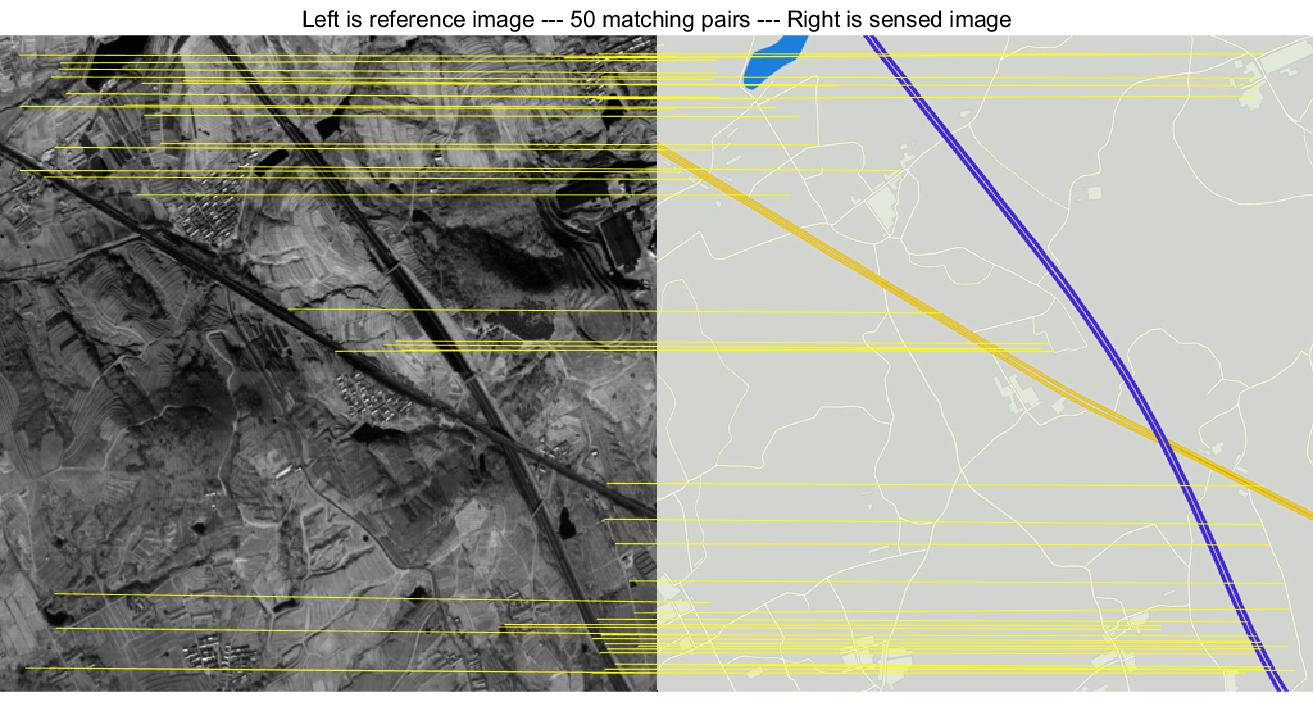 Left is reference image --- 50 matching pairs --- Right is sensed image